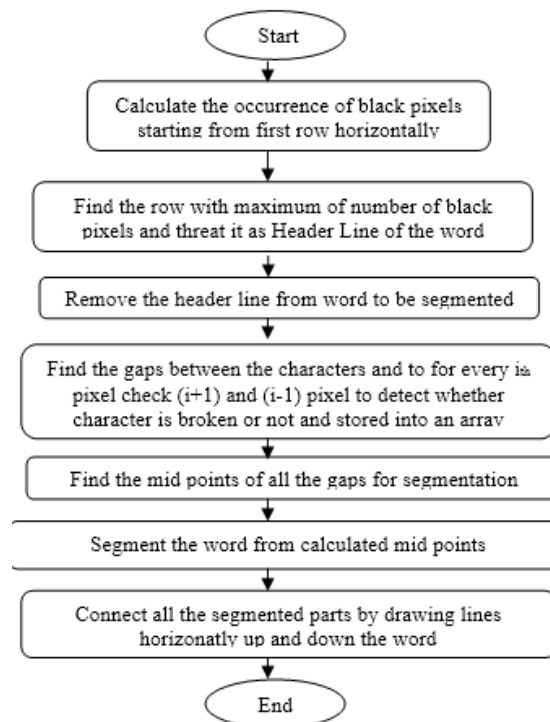 Start
Calculate the occurrence of black pixels
starting from first row horizontally
Find the row with maximum of number of black
pixels and threat it as Header Line of the word
Remove the header line from word to be segmented
Find the gaps between the characters and to for every ith
pixel check (i+1) and (i-1) pixel to detect whether
character is broken or not and stored into an array
Find the mid points of all the gaps for segmentation
Segment the word from calculated mid points
Connect all the segmented parts by drawing lines
horizonatly up and down the word
End